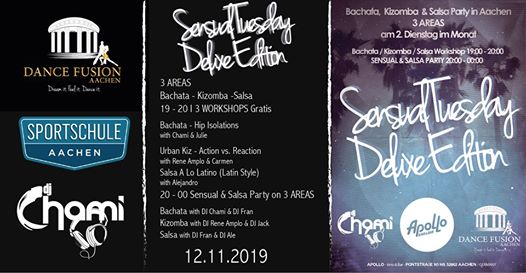 DANCE FUSION
AACHEN
Dream it. Feel it. Dance it.
SPORTSCHULE
AACHEN
dj
Chami
Sensual Tuesday
Deluxe Edition
3 AREAS
Bachata - Kizomba -Salsa
19 - 20 I 3 WORKSHOPS Gratis
Bachata - Hip Isolations
with Chami & Julie
Urban Kiz - Action vs. Reaction
with Rene Amplo & Carmen
Salsa A Lo Latino (Latin Style)
with Alejandro
20 - 00 Sensual & Salsa Party on 3 AREAS
Bachata with DJ Chami & DJ Fran
Kizomba with DJ Rene Amplo & DJ Jack
Salsa with DJ Fran & DJ Ale
12.11.2019
Bachata, Kizomba & Salsa Party in Aachen
3 AREAS
am 2. Dienstag im Monat
Bachata / Kizomba / Salsa Workshop 19:00 - 20:00
SENSUAL & SALSA PARTY 20:00 - 00:00
Sensual Tuesday
Deluxe Edition
dj
Chami
Apollo
DANCE FUSION
AACHEN
APOLLO PONTSTRAßE 141-149, 52062 AACHEN - GERMANY